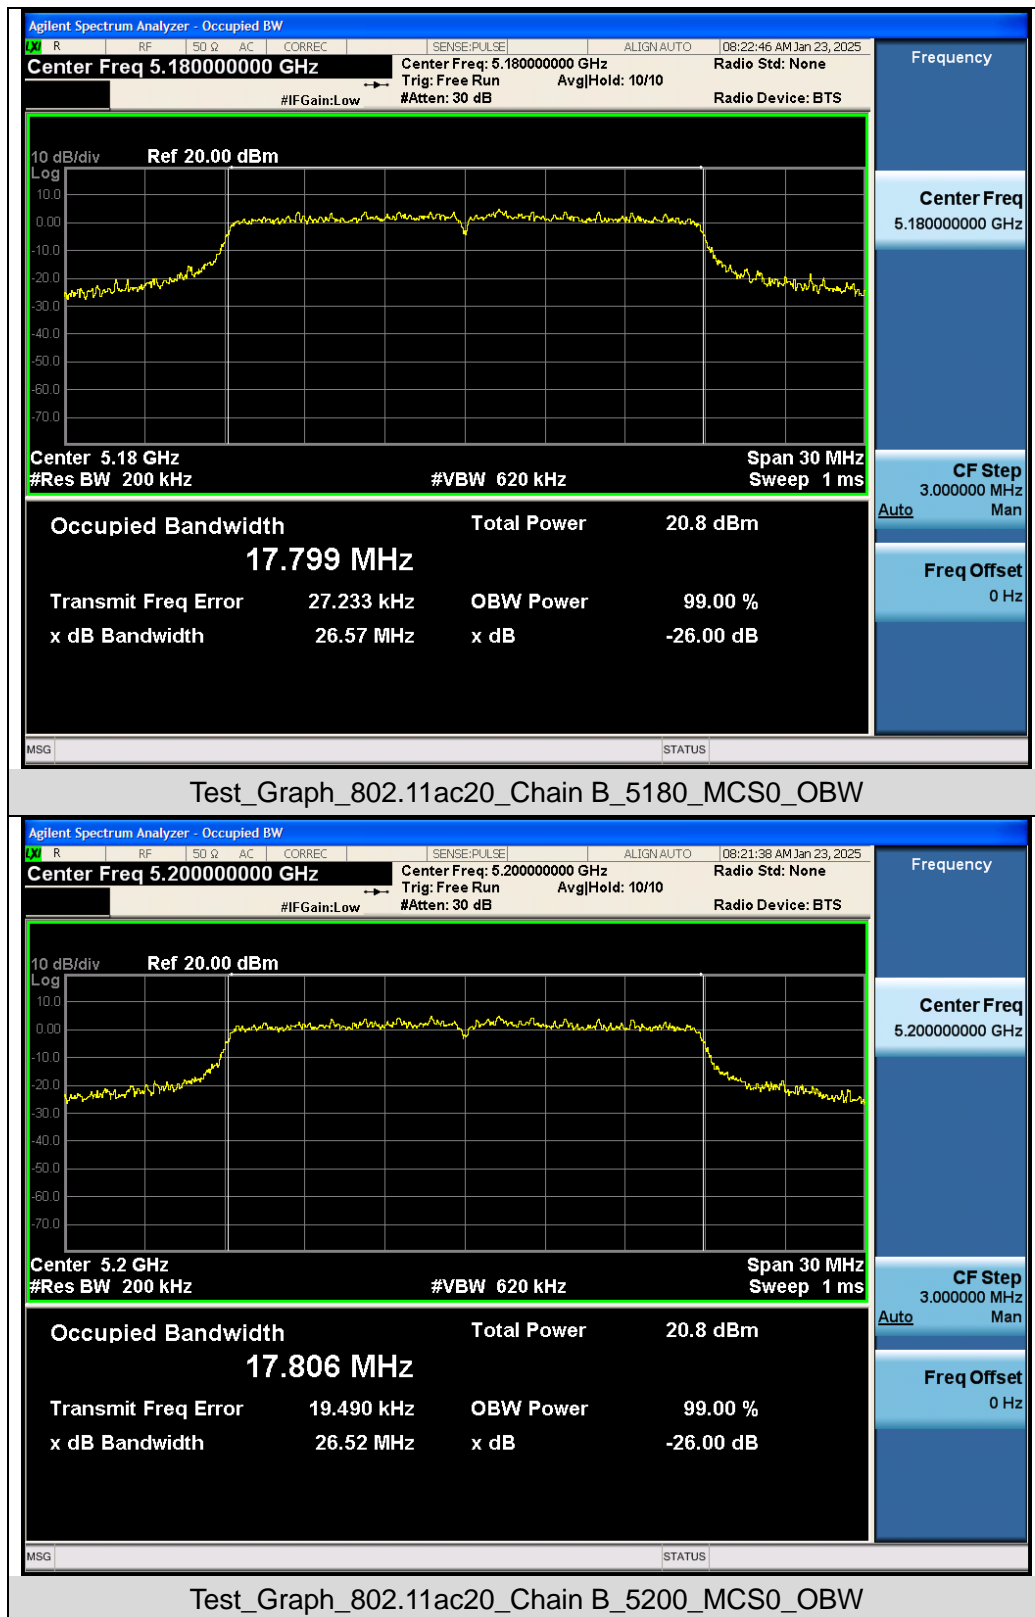 Agilent Spectrum Analyzer - Occupied BW
LXI R RF 50 Ω AC CORREC SENSE:PULSE ALIGN AUTO 08:22:46 AM Jan 23, 2025
Center Freq 5.180000000 GHz
Center Freq: 5.180000000 GHz
Radio Std: None
Trig: Free Run Avg|Hold: 10/10
#IFGain:Low
#Atten: 30 dB
Radio Device: BTS
Frequency
10 dB/div Ref 20.00 dBm
Log
10.0
0.00
-10.0
-20.0
-30.0
-40.0
-50.0
-60.0
-70.0
Center Freq
5.180000000 GHz
Center 5.18 GHz Span 30 MHz
#Res BW 200 kHz #VBW 620 kHz Sweep 1 ms
CF Step
3.000000 MHz
Auto Man
Freq Offset
0 Hz
Occupied Bandwidth Total Power 20.8 dBm
17.799 MHz
Transmit Freq Error 27.233 kHz OBW Power 99.00 %
x dB Bandwidth 26.57 MHz x dB -26.00 dB
MSG STATUS
Test_Graph_802.11ac20_Chain B_5180_MCS0_OBW
Agilent Spectrum Analyzer - Occupied BW
LXI R RF 50 Ω AC CORREC SENSE:PULSE ALIGN AUTO 08:21:38 AM Jan 23, 2025
Center Freq 5.200000000 GHz
Center Freq: 5.200000000 GHz
Radio Std: None
Trig: Free Run Avg|Hold: 10/10
#IFGain:Low
#Atten: 30 dB
Radio Device: BTS
Frequency
10 dB/div Ref 20.00 dBm
Log
10.0
0.00
-10.0
-20.0
-30.0
-40.0
-50.0
-60.0
-70.0
Center Freq
5.200000000 GHz
Center 5.2 GHz Span 30 MHz
#Res BW 200 kHz #VBW 620 kHz Sweep 1 ms
CF Step
3.000000 MHz
Auto Man
Freq Offset
0 Hz
Occupied Bandwidth Total Power 20.8 dBm
17.806 MHz
Transmit Freq Error 19.490 kHz OBW Power 99.00 %
x dB Bandwidth 26.52 MHz x dB -26.00 dB
MSG STATUS
Test_Graph_802.11ac20_Chain B_5200_MCS0_OBW